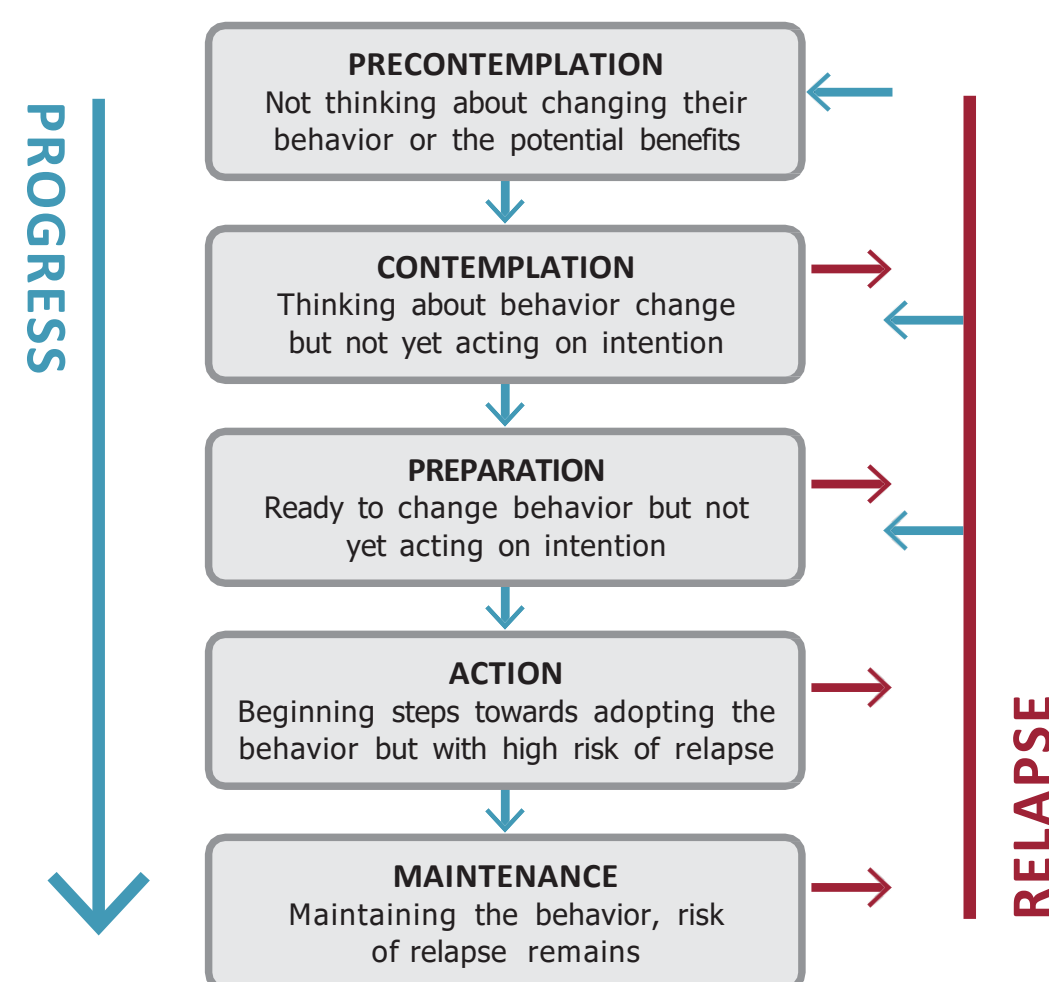 PROGRESS
PRECONTEMPLATION
Not thinking about changing their
behavior or the potential benefits
CONTEMPLATION
Thinking about behavior change
but not yet acting on intention
PREPARATION
Ready to change behavior but not
yet acting on intention
ACTION
Beginning steps towards adopting the
behavior but with high risk of relapse
MAINTENANCE
Maintaining the behavior, risk
of relapse remains
RELAPSE